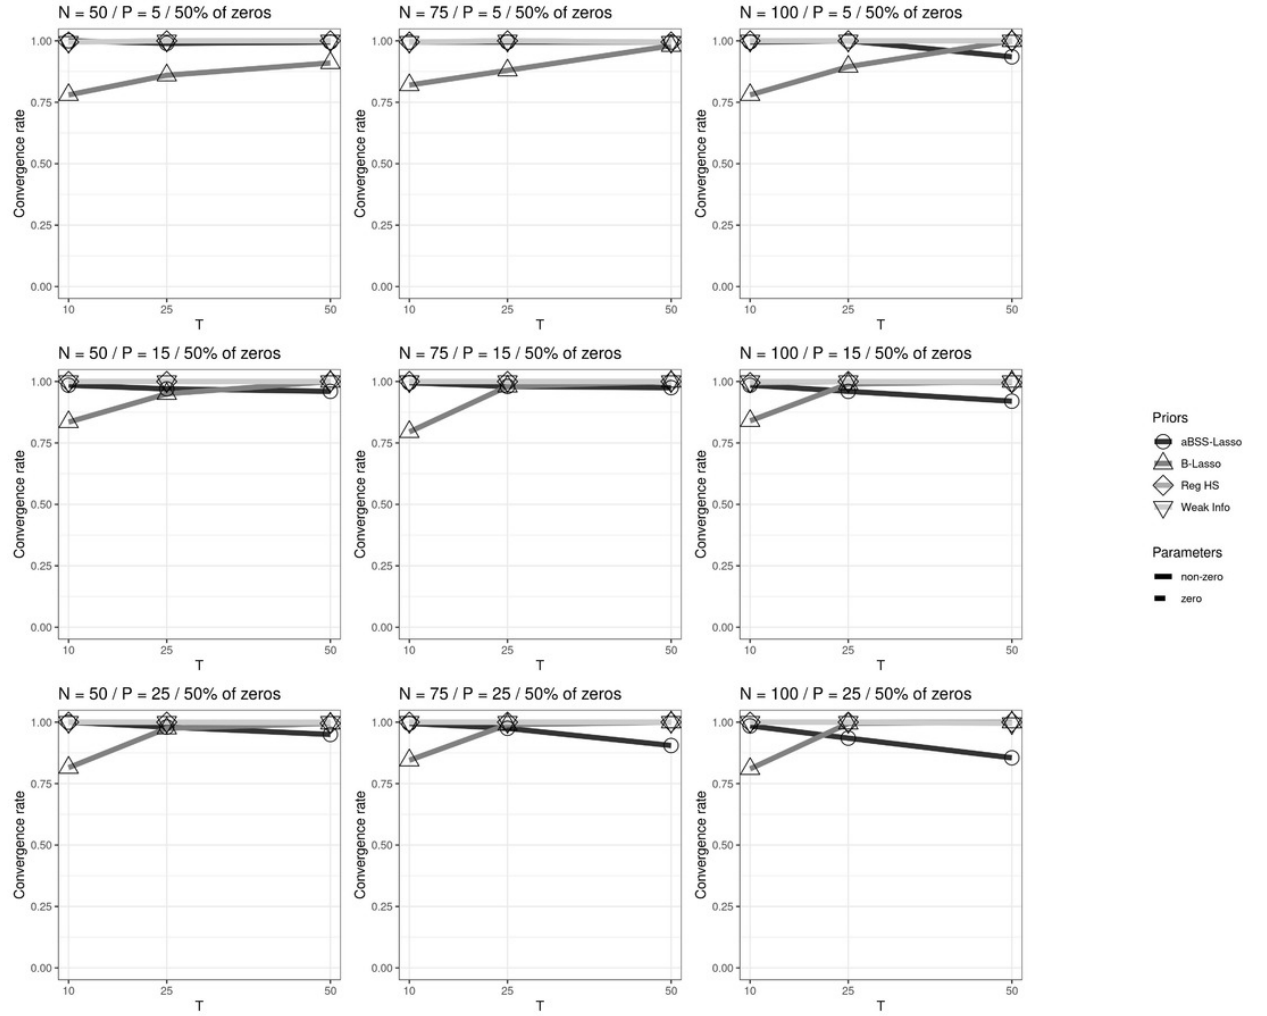 N = 50 / P = 5 / 50% of zeros
N = 75 / P = 5 / 50% of zeros
N = 100 / P = 5 / 50% of zeros
Convergence rate
1.00
0.75
0.50
0.25
0.00
10
25
50
T
Convergence rate
1.00
0.75
0.50
0.25
0.00
10
25
50
T
Convergence rate
1.00
0.75
0.50
0.25
0.00
10
25
50
T
N = 50 / P = 15 / 50% of zeros
N = 75 / P = 15 / 50% of zeros
N = 100 / P = 15 / 50% of zeros
Convergence rate
1.00
0.75
0.50
0.25
0.00
10
25
50
T
Convergence rate
1.00
0.75
0.50
0.25
0.00
10
25
50
T
Convergence rate
1.00
0.75
0.50
0.25
0.00
10
25
50
T
Priors
aBSS-Lasso
B-Lasso
Reg HS
Weak Info
Parameters
non-zero
zero
N = 50 / P = 25 / 50% of zeros
N = 75 / P = 25 / 50% of zeros
N = 100 / P = 25 / 50% of zeros
Convergence rate
1.00
0.75
0.50
0.25
0.00
10
25
50
T
Convergence rate
1.00
0.75
0.50
0.25
0.00
10
25
50
T
Convergence rate
1.00
0.75
0.50
0.25
0.00
10
25
50
T